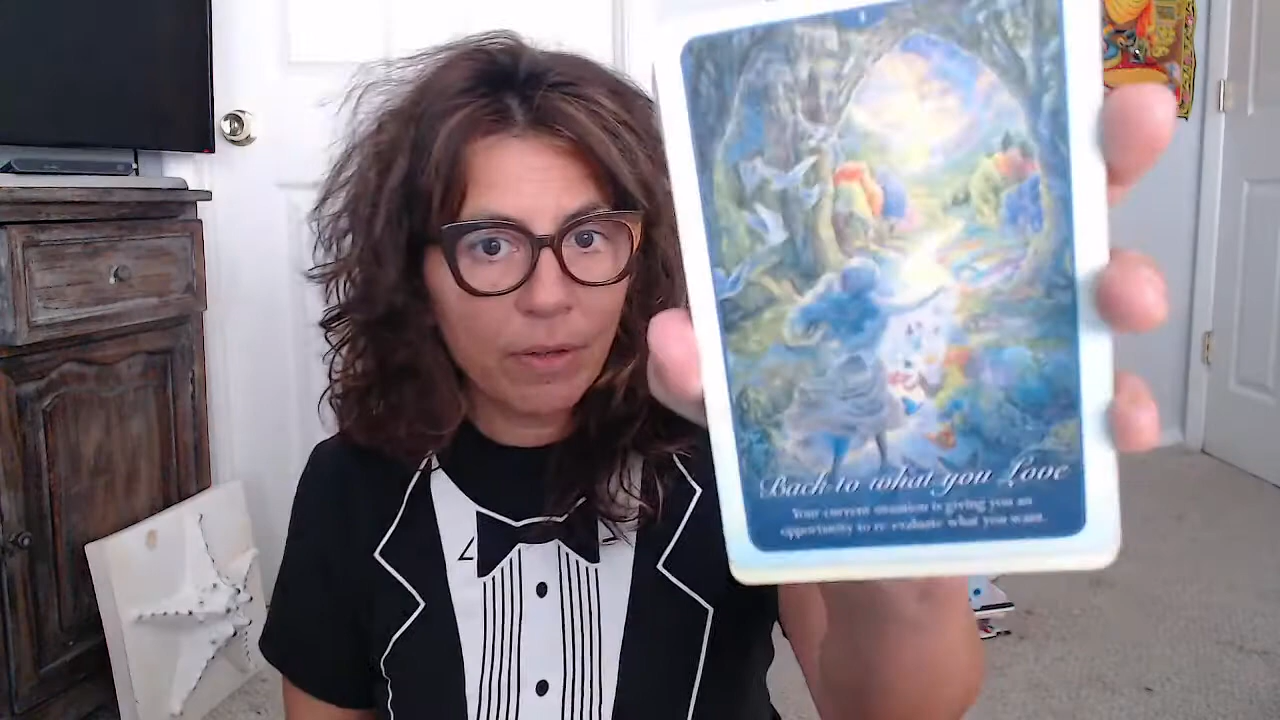 Back to what you Love
Your current situation is giving you an
opportunity to re-evaluate what you want.